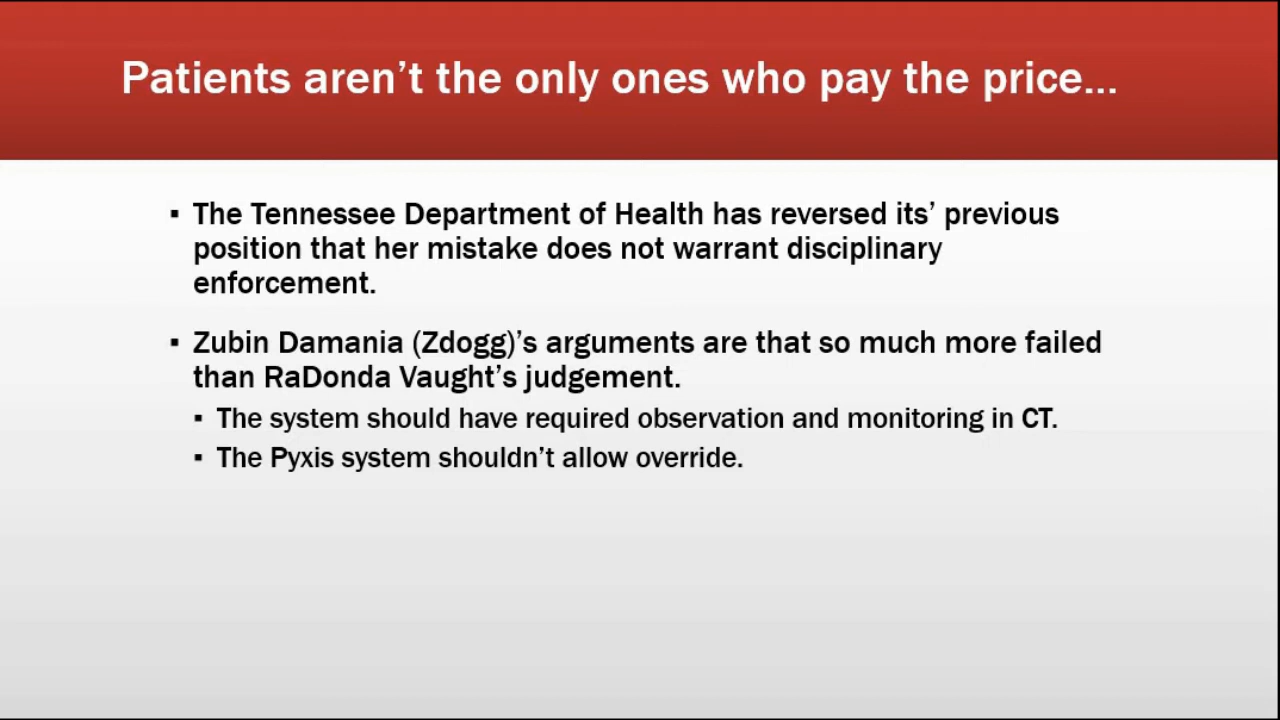 Patients aren’t the only ones who pay the price...
▪ The Tennessee Department of Health has reversed its’ previous
position that her mistake does not warrant disciplinary
enforcement.
▪ Zubin Damania (Zdogg)’s arguments are that so much more failed
than RaDonda Vaught’s judgement.
▪ The system should have required observation and monitoring in CT.
▪ The Pyxis system shouldn’t allow override.